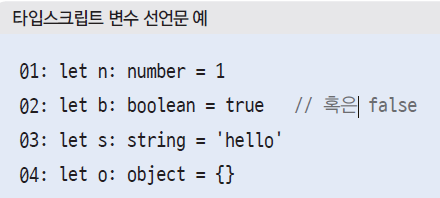 타입스크립트 변수 선언문 예
01: let n: number = 1
02: let b: boolean = true // 혹은 false
03: let s: string = 'hello'
04: let o: object = {}